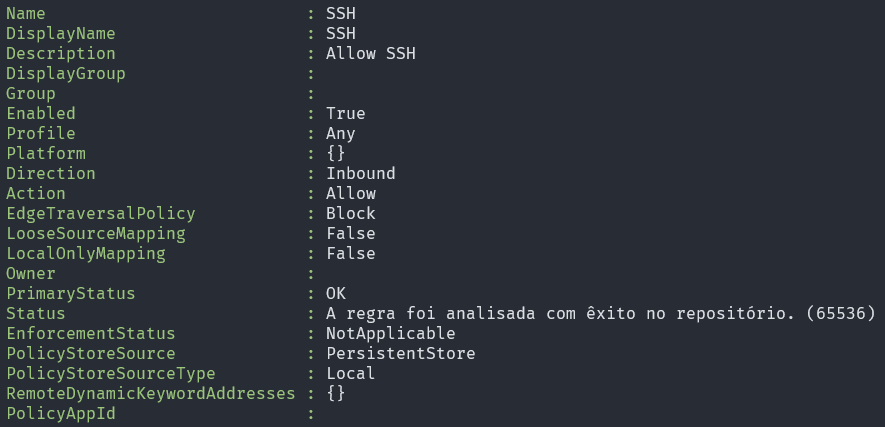 Name                          : SSH
DisplayName                   : SSH
Description                   : Allow SSH
DisplayGroup                  :
Group                         :
Enabled                       : True
Profile                       : Any
Platform                      : {}
Direction                     : Inbound
Action                        : Allow
EdgeTraversalPolicy           : Block
LooseSourceMapping            : False
LocalOnlyMapping              : False
Owner                         :
PrimaryStatus                 : OK
Status                        : A regra foi analisada com êxito no repositório. (65536)
EnforcementStatus             : NotApplicable
PolicyStoreSource             : PersistentStore
PolicyStoreSourceType         : Local
RemoteDynamicKeywordAddresses : {}
PolicyAppId                   :